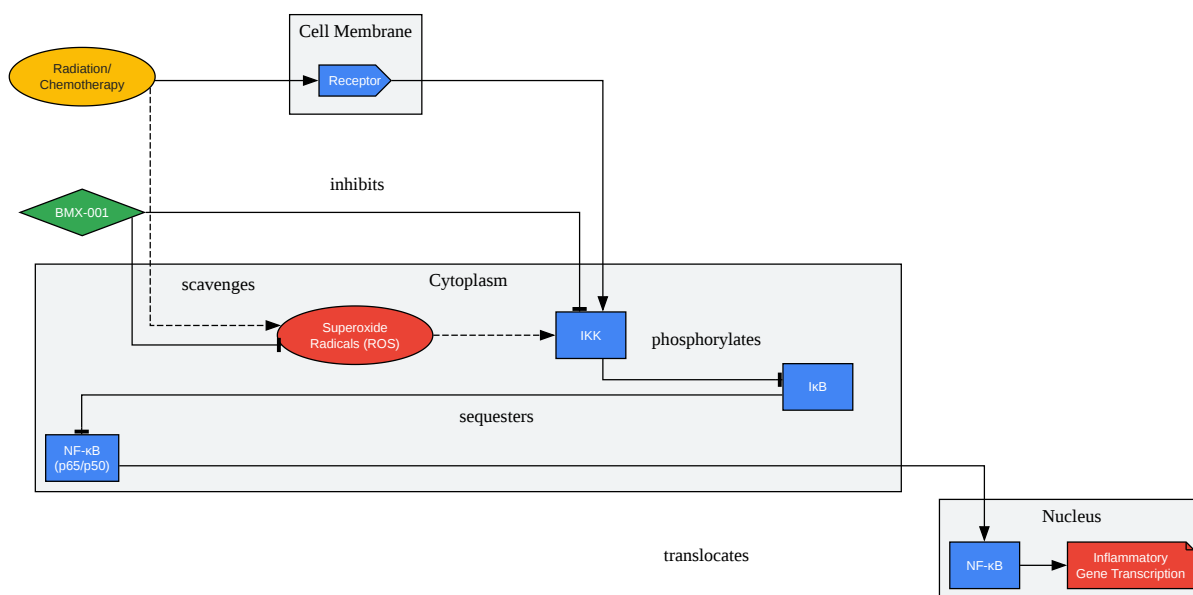 Cell Membrane
Radiation/
Chemotherapy
Receptor
inhibits
BMX-001
scavenges
Cytoplasm
Superoxide
Radicals (ROS)
IKK
phosphorylates
IκB
sequesters
NF-κB
(p65/p50)
Nucleus
translocates
NF-κB
Inflammatory
Gene Transcription